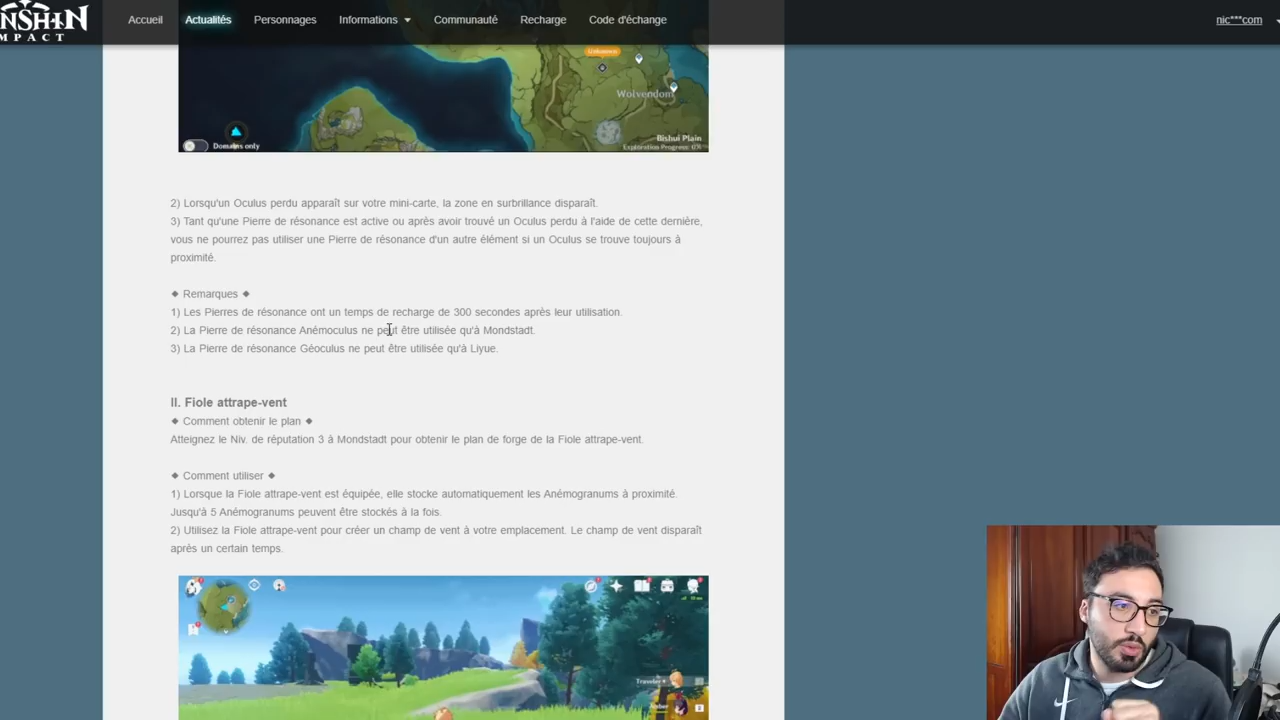 NSHIN
MPACT
Accueil
Actualités
Personnages
Informations
Communauté
Recharge
Code d'échange
nic***com
Unknown
Wolvendom
Bishui Plain
Exploration Progress: 0%
Domains only
2) Lorsqu'un Oculus perdu apparaît sur votre mini-carte, la zone en surbrillance disparaît.
3) Tant qu'une Pierre de résonance est active ou après avoir trouvé un Oculus perdu à l'aide de cette dernière,
vous ne pourrez pas utiliser une Pierre de résonance d'un autre élément si un Oculus se trouve toujours à
proximité.
◆ Remarques ◆
1) Les Pierres de résonance ont un temps de recharge de 300 secondes après leur utilisation.
2) La Pierre de résonance Anémoculus ne peut être utilisée qu'à Mondstadt.
3) La Pierre de résonance Géoculus ne peut être utilisée qu'à Liyue.
II. Fiole attrape-vent
◆ Comment obtenir le plan ◆
Atteignez le Niv. de réputation 3 à Mondstadt pour obtenir le plan de forge de la Fiole attrape-vent.
◆ Comment utiliser ◆
1) Lorsque la Fiole attrape-vent est équipée, elle stocke automatiquement les Anémogranums à proximité.
Jusqu'à 5 Anémogranums peuvent être stockés à la fois.
2) Utilisez la Fiole attrape-vent pour créer un champ de vent à votre emplacement. Le champ de vent disparaît
après un certain temps.
Traveler
Amber